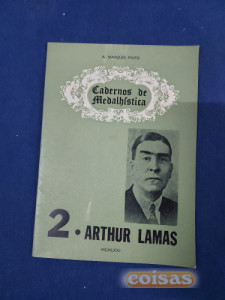 A. MARQUES PINTO
Cadernos de
Medalhística
2. ARTHUR LAMAS
coisas